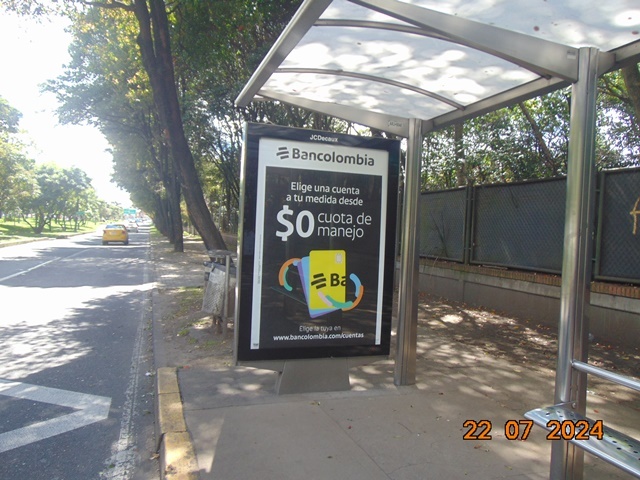 JCDecaux
Bancolombia
Elige una cuenta
a tu medida desde
$0 cuota de
manejo
Ba
Elige la tuya en
www.bancolombia.com/cuentas
22 07 2024